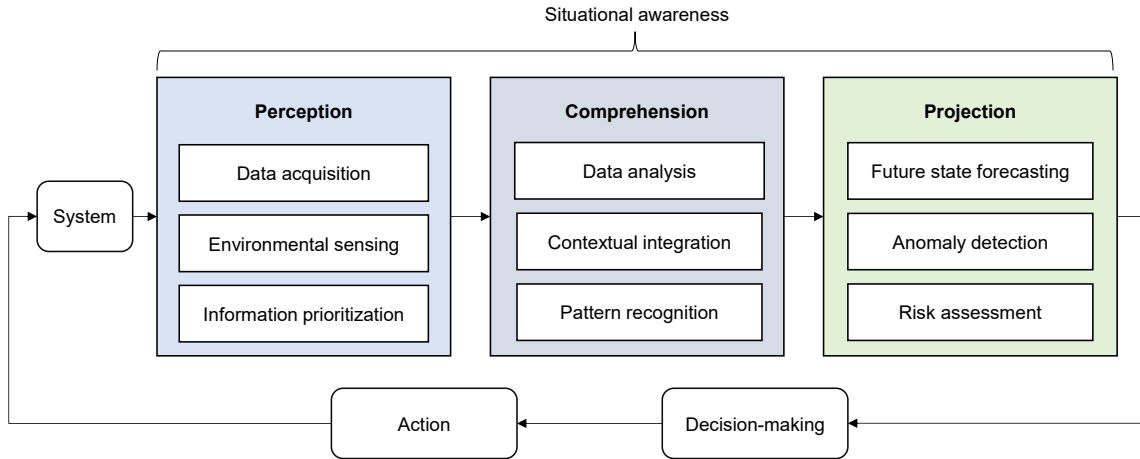 Situational awareness
Perception
Data acquisition
Environmental sensing
Information prioritization
Comprehension
Data analysis
Contextual integration
Pattern recognition
Projection
Future state forecasting
Anomaly detection
Risk assessment
System
Action
Decision-making